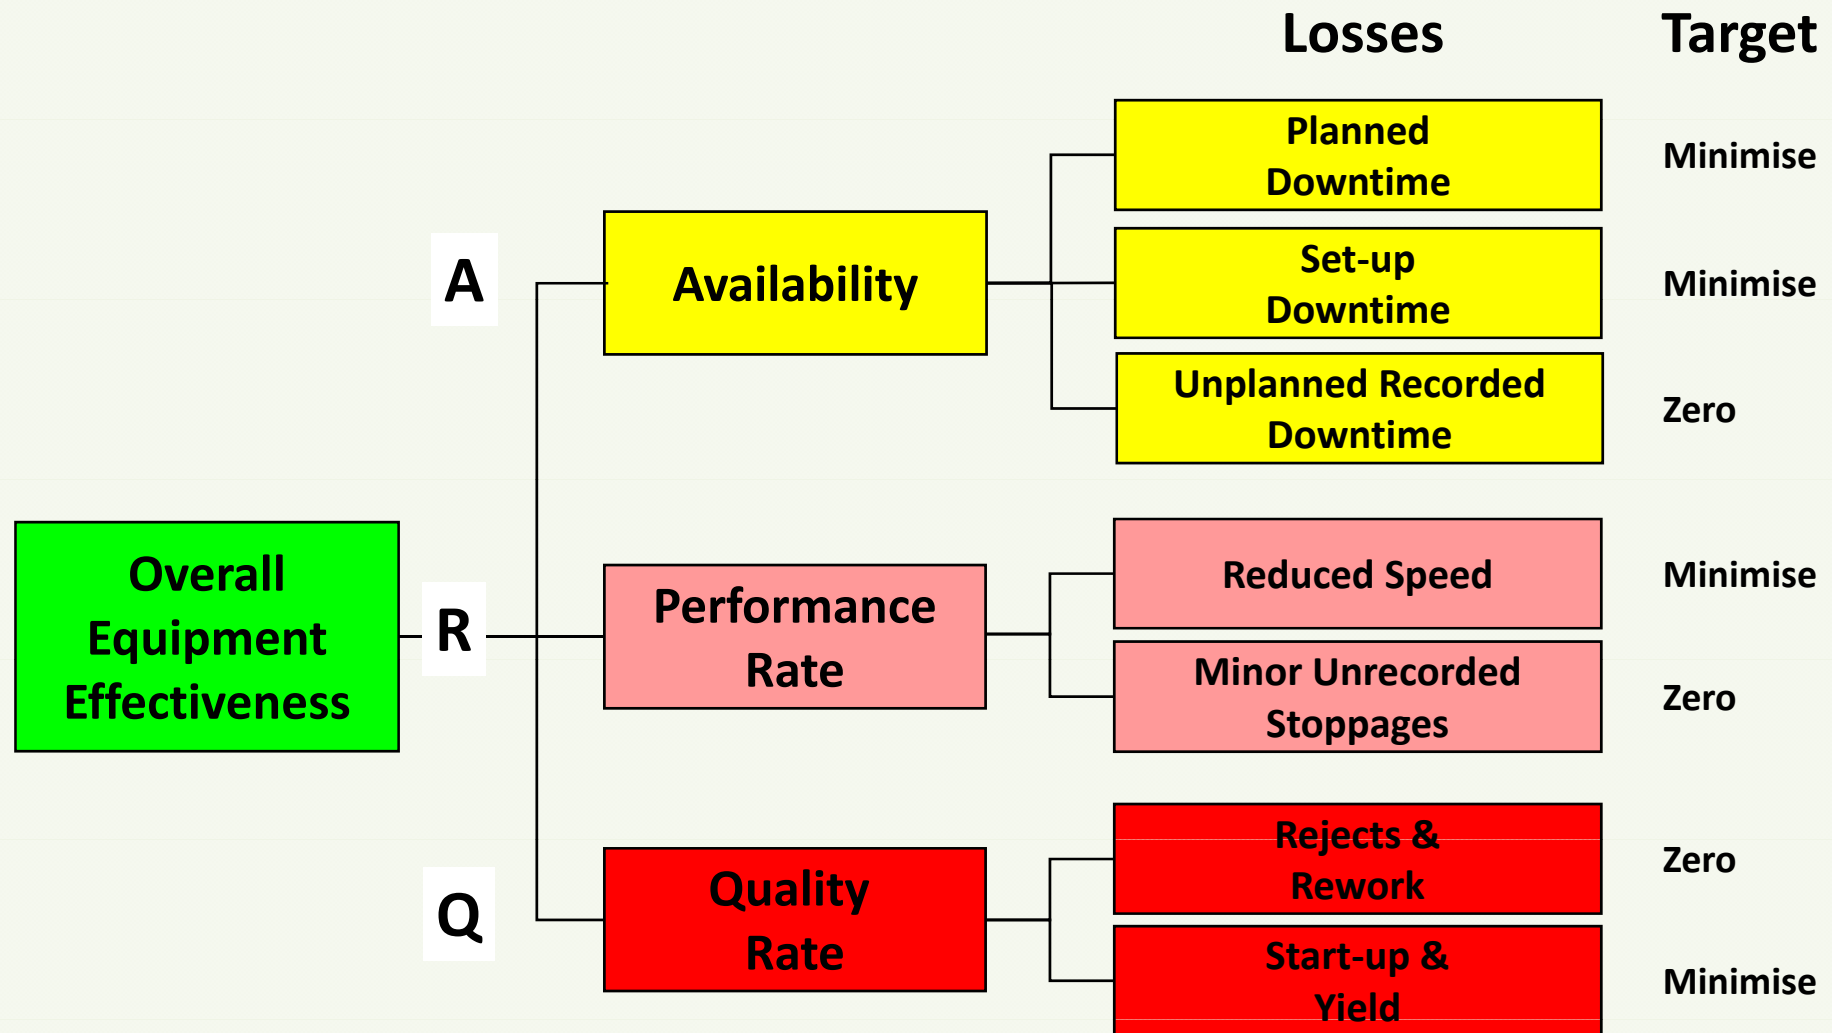 Losses
Target
Planned
Downtime
Minimise
A
Availability
Set-up
Downtime
Minimise
Unplanned Recorded
Downtime
Zero
Overall
Equipment
Effectiveness
R
Performance
Rate
Reduced Speed
Minimise
Minor Unrecorded
Stoppages
Zero
Q
Quality
Rate
Rejects &
Rework
Zero
Start-up &
Yield
Minimise